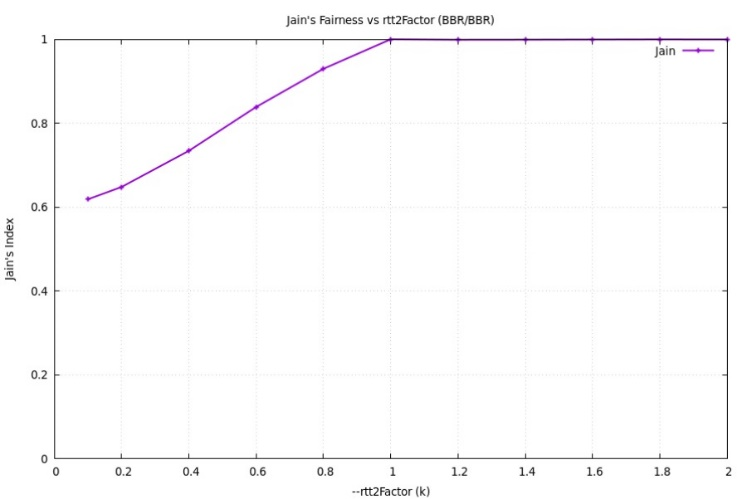 Jain's Fairness vs rtt2Factor (BBR/BBR)
Jain
1
0.8
0.6
0.4
0.2
0
Jain's Index
0 0.2 0.4 0.6 0.8 1 1.2 1.4 1.6 1.8 2
--rtt2Factor (k)